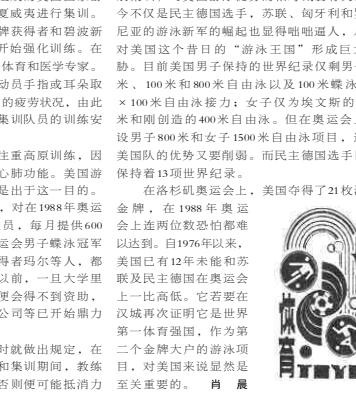 夏威夷进行集训。
牌获得者和碧波新
开始强化训练。在
体育和医学专家。
动员手指或耳朵取
的疲劳状况，由此
集训队员的训练安
注重高原训练，因
心肺功能。美国游
是出于这一目的。
，对在1988年奥运
员，每月提供600
运会男子蝶泳冠军
得者玛尔等人，都
以前，一旦大学里
便会得不到资助，
公司等已开始鼎力
时就做出规定，在
和集训期间，教练
否则便可能抵消力
今不仅是民主德国选手，苏联、匈牙利和罗
尼亚的游泳新军的崛起也显得咄咄逼人，
对美国这个昔日的“游泳王国”形成巨大
胁。目前美国男子保持的世界纪录仅剩男子
米、100米和800米自由泳以及100米蝶泳
×100米自由泳接力；女子仅为埃文斯的
米和刚创造的400米自由泳。但在奥运会上
设男子800米和女子1500米自由泳项目，
美国队的优势又要削弱。而民主德国选手目
保持着13项世界纪录。
在洛杉矶奥运会上，美国夺得了21枚
金牌，在1988年奥运
会上连两位数恐怕都难
以达到。自1976年以来，
美国已有12年未能和苏
联及民主德国在奥运会
上一比高低。它若要在
汉城再次证明它是世界
第一体育强国，作为第
二个金牌大户的游泳项
目，对美国来说显然是
至关重要的。 肖 晨
体育